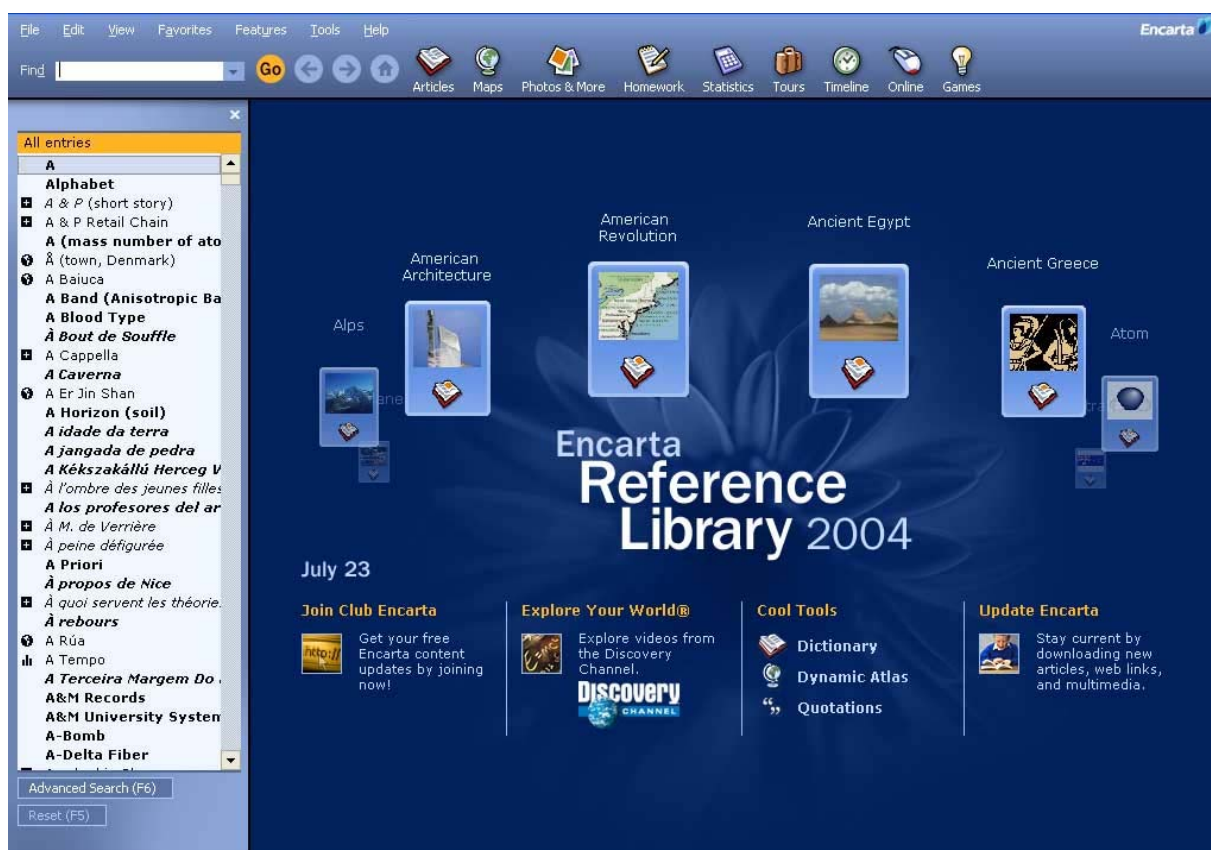 File Edit View Favorites Features Tools Help
Encarta
Find
Go
Articles Maps Photos & More Homework Statistics Tours Timeline Online Games
All entries
A
Alphabet
A & P (short story)
A & P Retail Chain
A (mass number of ato
Å (town, Denmark)
A Baiuca
A Band (Anisotropic Ba
A Blood Type
À Bout de Souffle
A Cappella
A Caverna
A Er Jin Shan
A Horizon (soil)
A idade da terra
A jangada de pedra
A Kékszakállú Herceg V
À l'ombre des jeunes filles
A los profesores del ar
À M. de Verrière
À peine défigurée
A Priori
À propos de Nice
À quoi servent les théorie
À rebours
A Rúa
A Tempo
A Terceira Margem Do
A&M Records
A&M University System
A-Bomb
A-Delta Fiber
Advanced Search (F6)
Reset (F5)
Alps
American
Architecture
American
Revolution
Ancient Egypt
Ancient Greece
Atom
Encarta
Reference
Library 2004
July 23
Join Club Encarta
Get your free
Encarta content
updates by joining
now!
Explore Your World®
Explore videos from
the Discovery
Channel.
Discovery
CHANNEL
Cool Tools
Dictionary
Dynamic Atlas
Quotations
Update Encarta
Stay current by
downloading new
articles, web links,
and multimedia.
http://